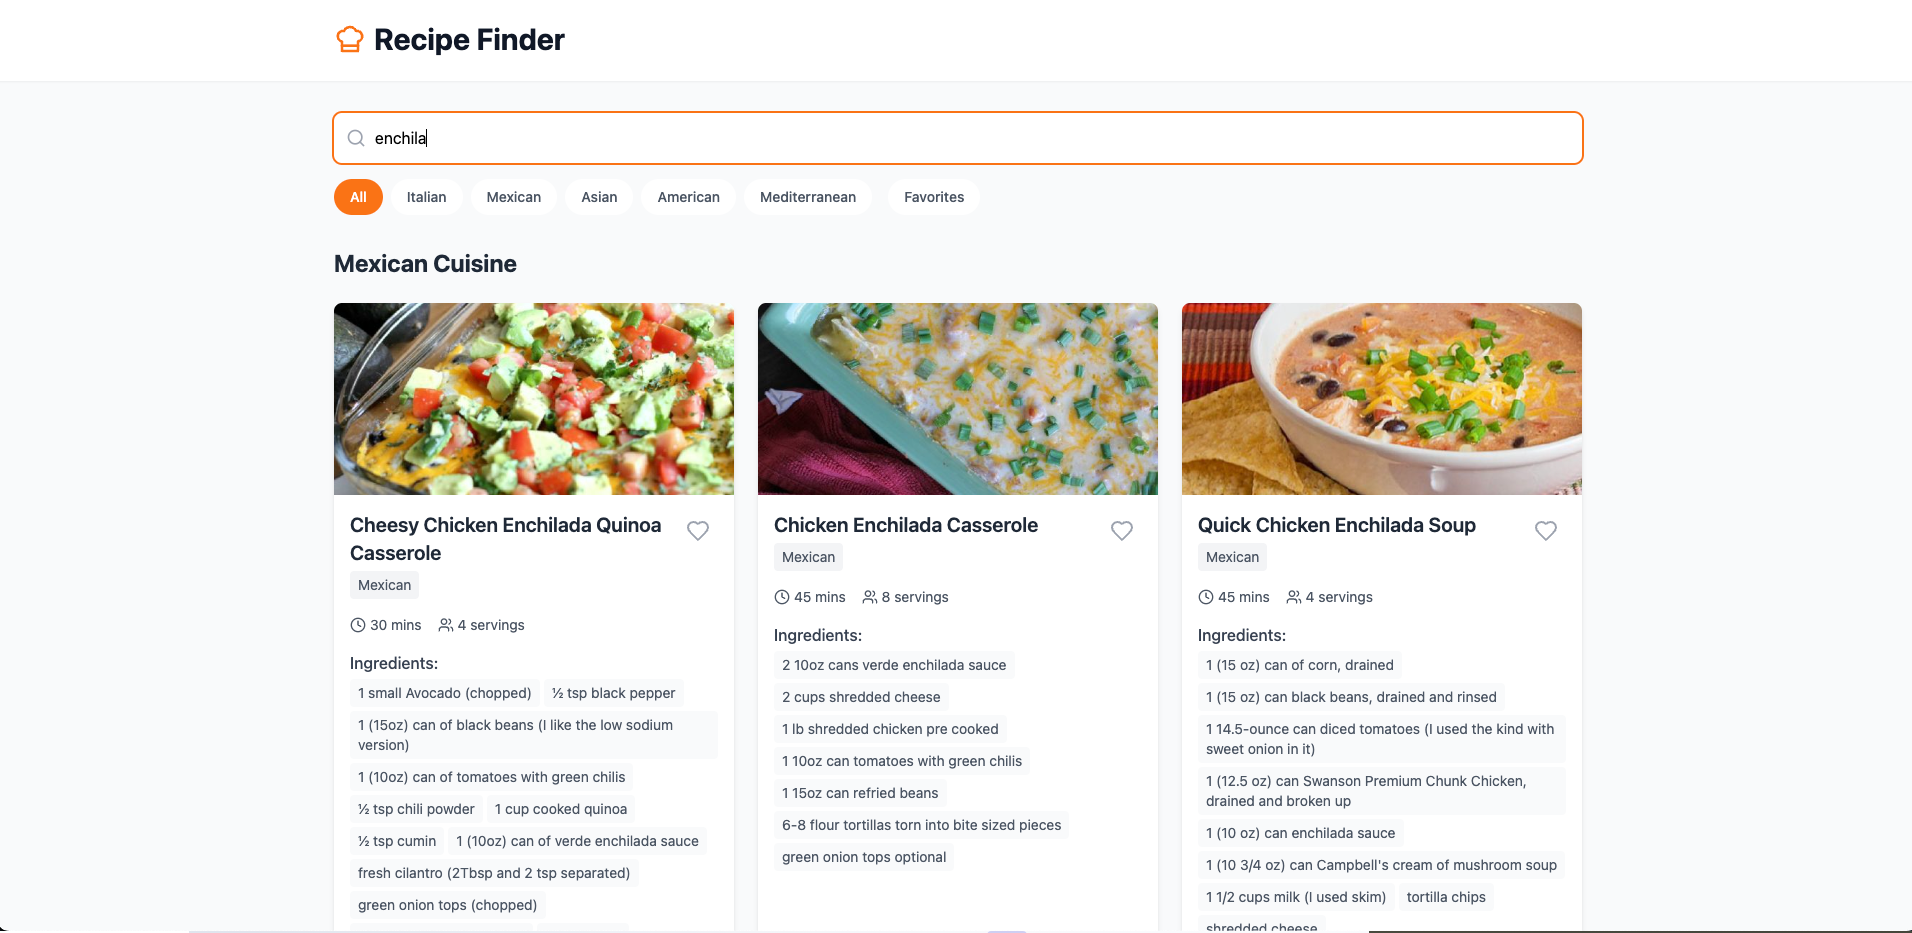 Recipe Finder
enchila
All Italian Mexican Asian American Mediterranean Favorites
Mexican Cuisine
Cheesy Chicken Enchilada Quinoa
Casserole
Mexican
30 mins 4 servings
Ingredients:
1 small Avocado (chopped) ½ tsp black pepper
1 (15oz) can of black beans (I like the low sodium
version)
1 (10oz) can of tomatoes with green chilis
½ tsp chili powder 1 cup cooked quinoa
½ tsp cumin 1 (10oz) can of verde enchilada sauce
fresh cilantro (2Tbsp and 2 tsp separated)
green onion tops (chopped)
Chicken Enchilada Casserole
Mexican
45 mins 8 servings
Ingredients:
2 10oz cans verde enchilada sauce
2 cups shredded cheese
1 lb shredded chicken pre cooked
1 10oz can tomatoes with green chilis
1 15oz can refried beans
6-8 flour tortillas torn into bite sized pieces
green onion tops optional
Quick Chicken Enchilada Soup
Mexican
45 mins 4 servings
Ingredients:
1 (15 oz) can of corn, drained
1 (15 oz) can black beans, drained and rinsed
1 14.5-ounce can diced tomatoes (I used the kind with
sweet onion in it)
1 (12.5 oz) can Swanson Premium Chunk Chicken,
drained and broken up
1 (10 oz) can enchilada sauce
1 (10 3/4 oz) can Campbell's cream of mushroom soup
1 1/2 cups milk (I used skim) tortilla chips
shredded cheese